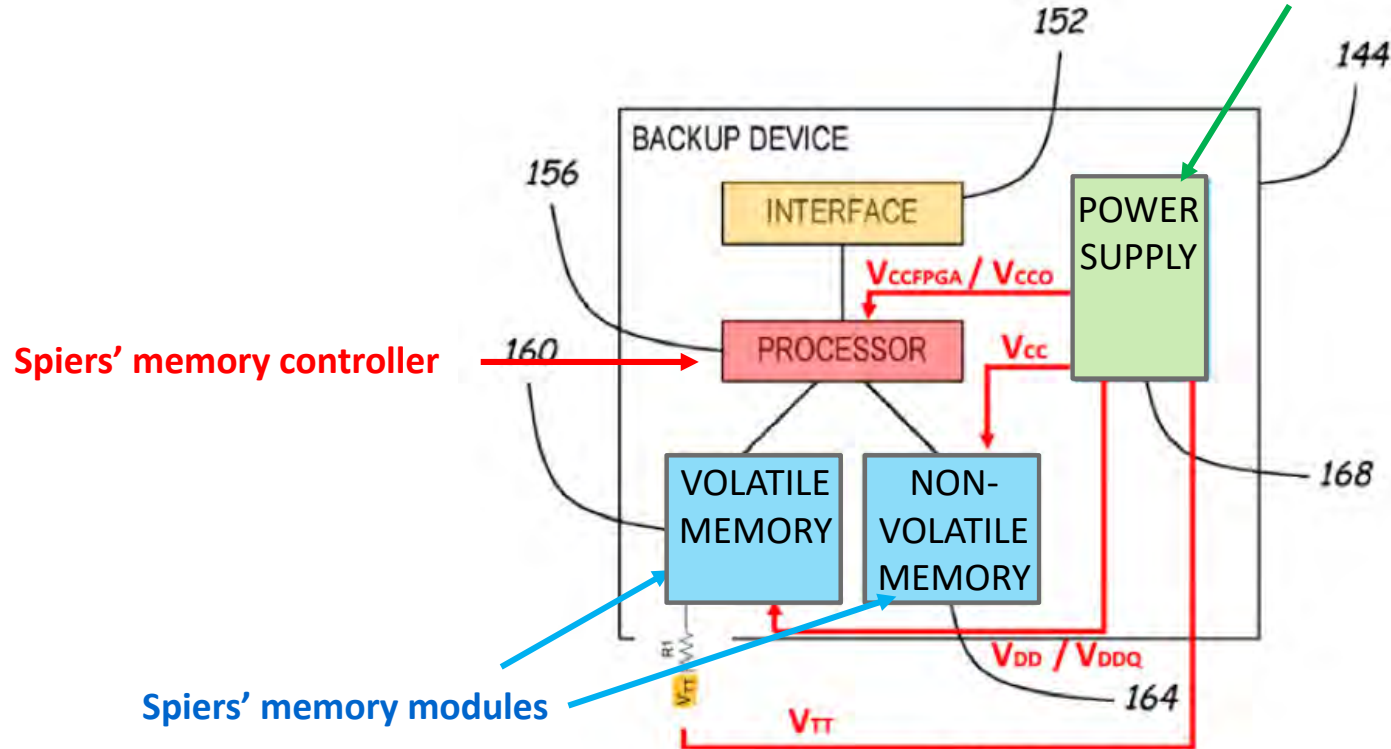 152
144
BACKUP DEVICE
156
INTERFACE
POWER
SUPPLY
VCCFPGA / VCCO
Spiers’ memory controller
160
PROCESSOR
VCC
VOLATILE
MEMORY
NON-
VOLATILE
MEMORY
168
R1
VTT
VDD / VDDQ
164
Spiers’ memory modules
VTT